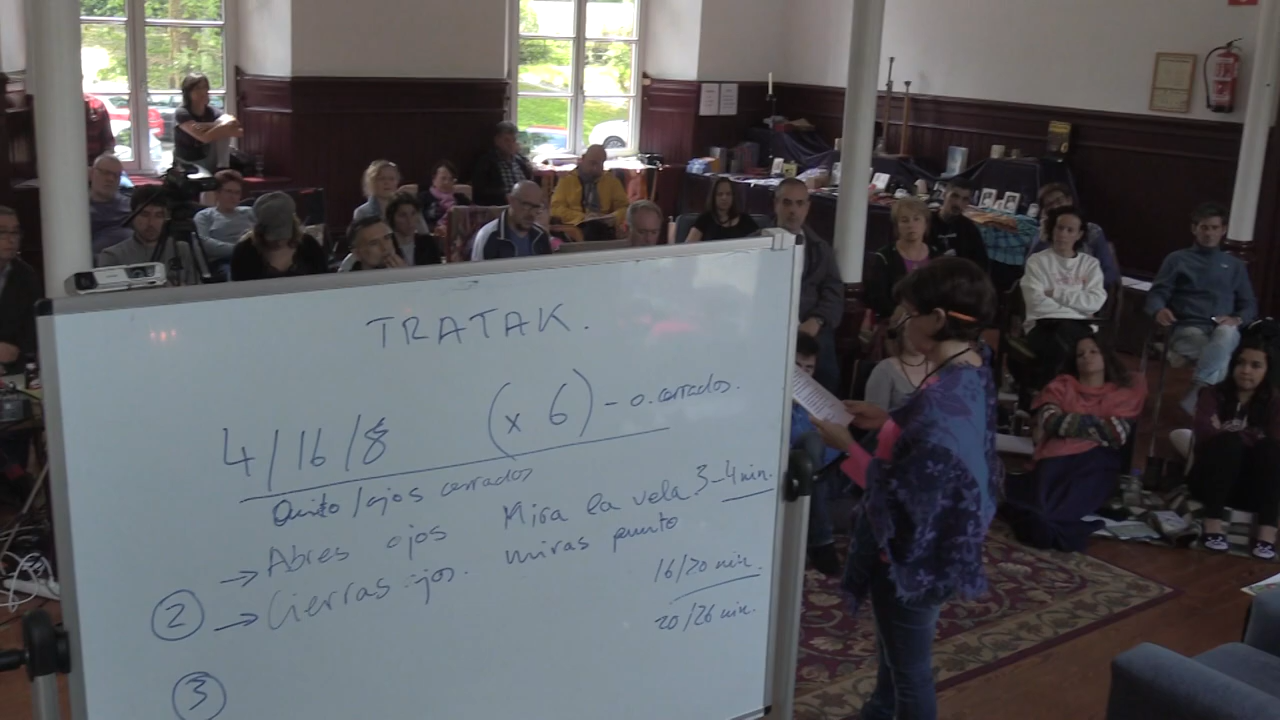 TRATAK.
4/16/8 (x 6) - o. cerrados.
Quito/ojos cerrados
→ Abres ojos Mira la vela 3-4 min.
② → Cierras ojos. miras punto
16/20 min.
20/26 min.
③